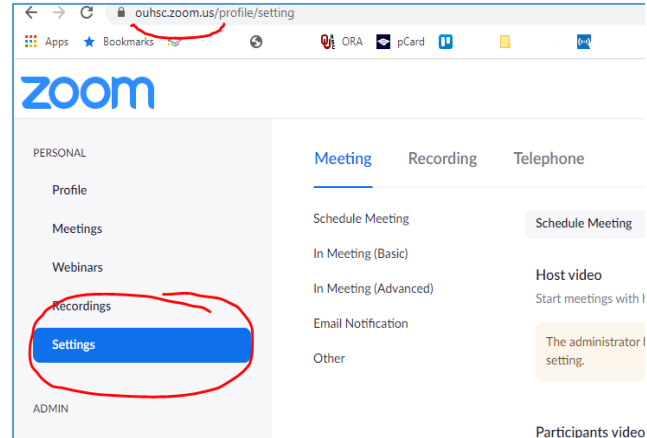 ouhsc.zoom.us/profile/setting
Apps Bookmarks ORA pCard
zoom
PERSONAL
Profile
Meetings
Webinars
Recordings
Settings
ADMIN
Meeting Recording Telephone
Schedule Meeting
In Meeting (Basic)
In Meeting (Advanced)
Email Notification
Other
Schedule Meeting
Host video
Start meetings with h
The administrator h
setting.
Participants video